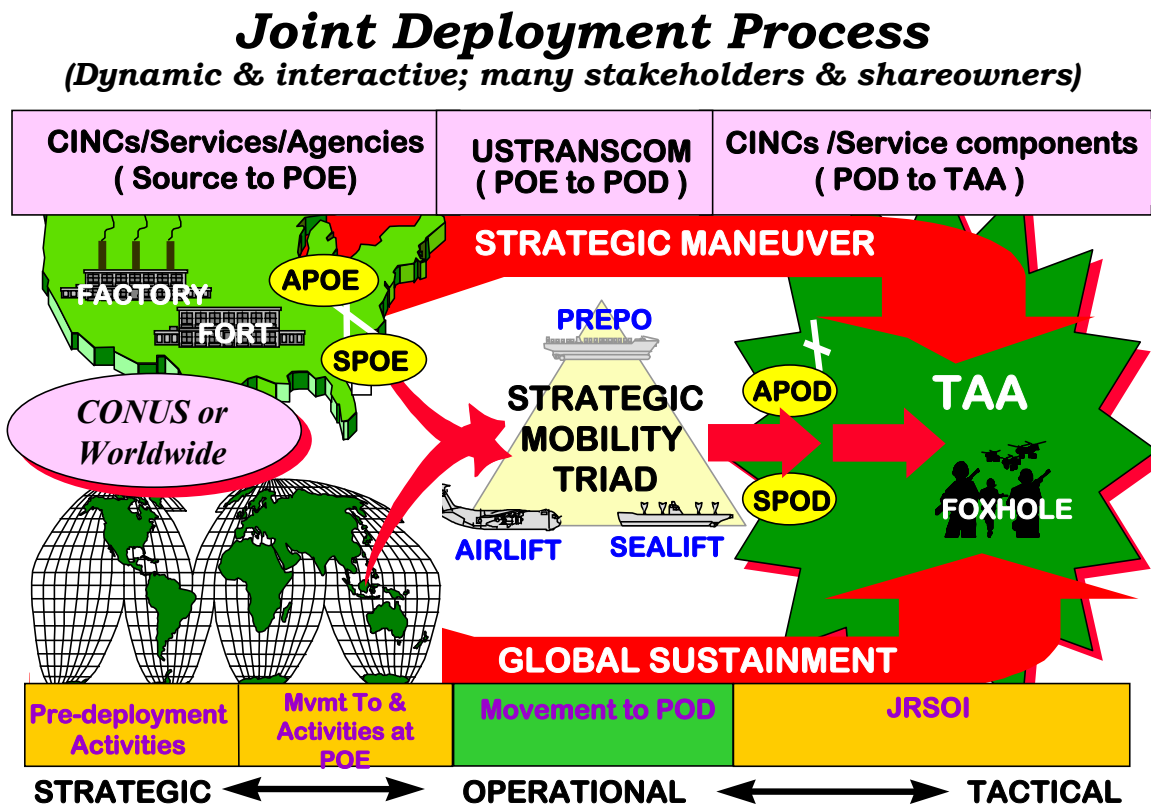 Joint Deployment Process
(Dynamic & interactive; many stakeholders & shareowners)
CINCs/Services/Agencies
( Source to POE)
USTRANSCOM
( POE to POD )
CINCs /Service components
( POD to TAA )
STRATEGIC MANEUVER
APOE
FACTORY
FORT
SPOE
PREPO
STRATEGIC
MOBILITY
TRIAD
AIRLIFT
SEALIFT
APOD
SPOD
TAA
FOXHOLE
CONUS or
Worldwide
GLOBAL SUSTAINMENT
Pre-deployment
Activities
Mvmt To &
Activities at
POE
Movement to POD
JRSOI
STRATEGIC
OPERATIONAL
TACTICAL